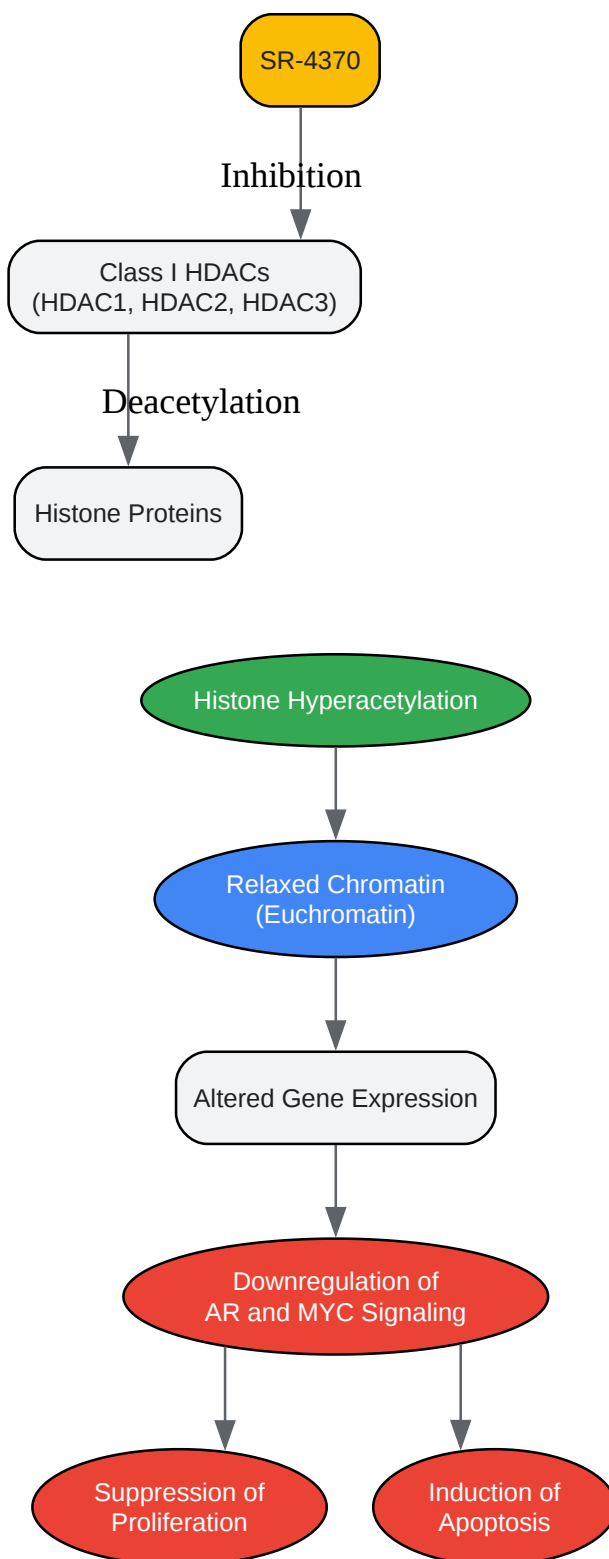 SR-4370
Inhibition
Class I HDACs
(HDAC1, HDAC2, HDAC3)
Deacetylation
Histone Proteins
Histone Hyperacetylation
Relaxed Chromatin
(Euchromatin)
Altered Gene Expression
Downregulation of
AR and MYC Signaling
Suppression of
Proliferation
Induction of
Apoptosis